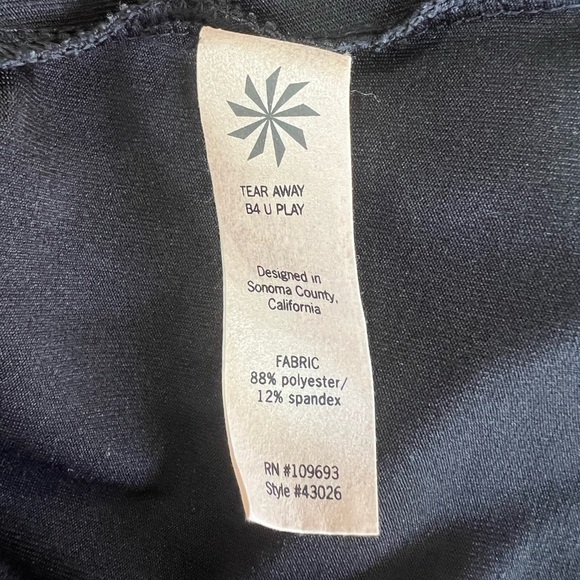 TEAR AWAY
B4 U PLAY
Designed in
Sonoma County,
California
FABRIC
88% polyester/
12% spandex
RN #109693
Style #43026